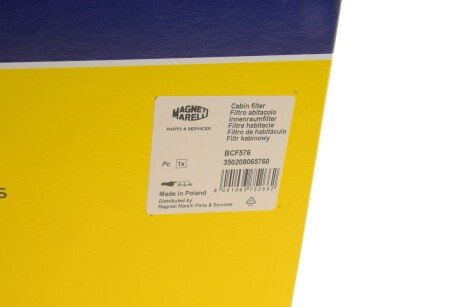 MAGNETI
MARELLI
PARTS & SERVICES
Cabin filter
Filtro abitacolo
Innenraumfilter
Filtre habitacle
Filtro de habitáculo
Filtr kabinowy
BCF576
350208065760
Pc 1x
Made in Poland
Distributed by
Magneti Marelli Parts & Services